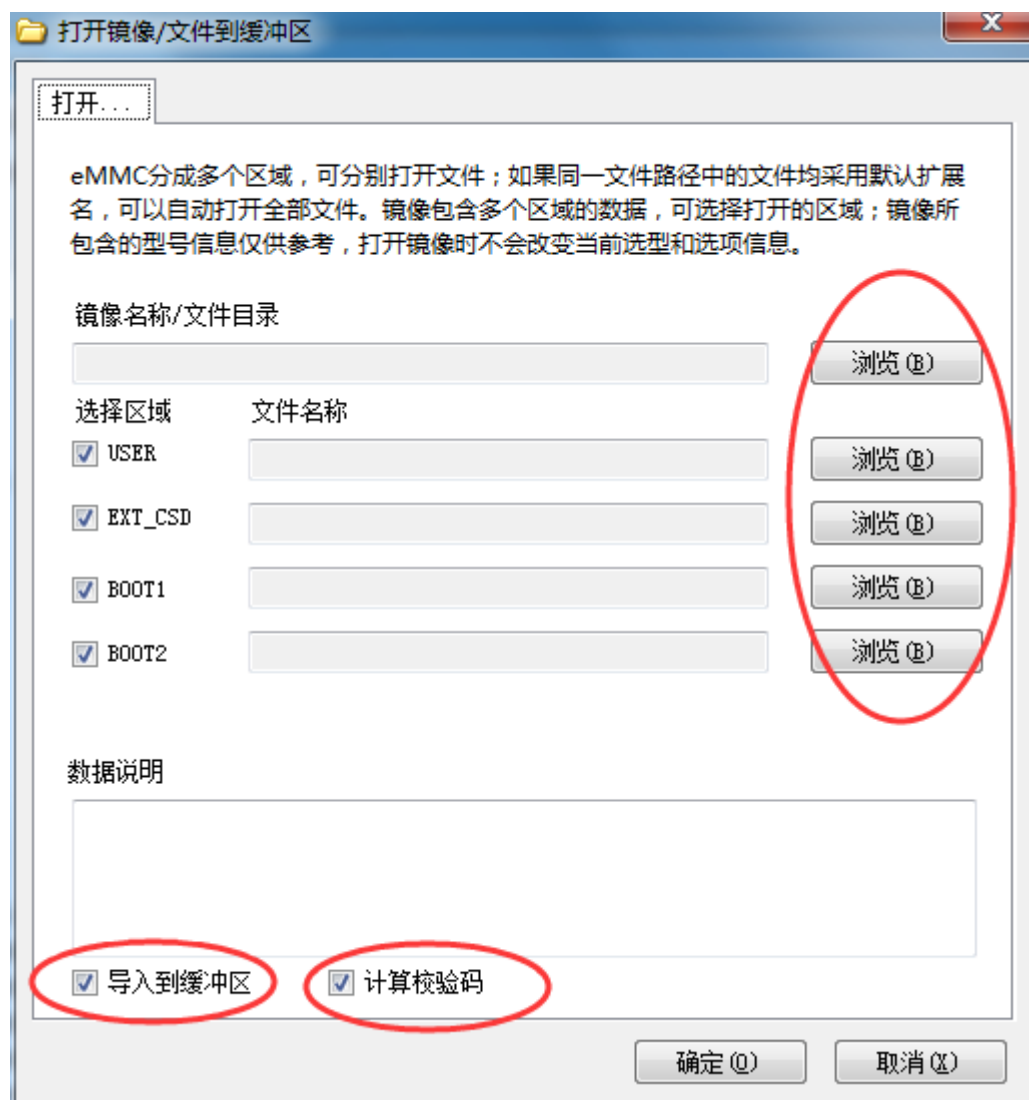 打开镜像/文件到缓冲区
打开...
eMMC分成多个区域，可分别打开文件；如果同一文件路径中的文件均采用默认扩展
名，可以自动打开全部文件。镜像包含多个区域的数据，可选择打开的区域；镜像所
包含的型号信息仅供参考，打开镜像时不会改变当前选型和选项信息。
镜像名称/文件目录
浏览(B)
选择区域 文件名称
USER 浏览(B)
EXT_CSD 浏览(B)
BOOT1 浏览(B)
BOOT2 浏览(B)
数据说明
导入到缓冲区 计算校验码
确定(O) 取消(X)